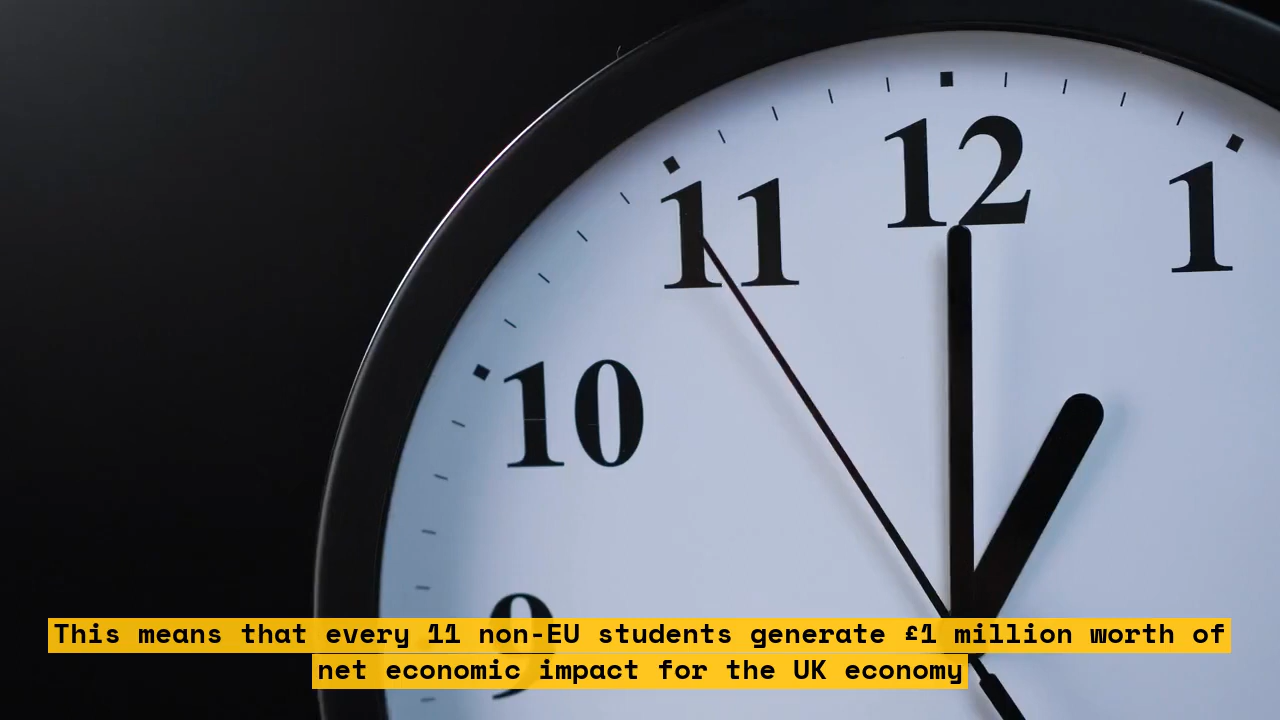 12
11
1
10
9
This means that every 11 non-EU students generate £1 million worth of
net economic impact for the UK economy